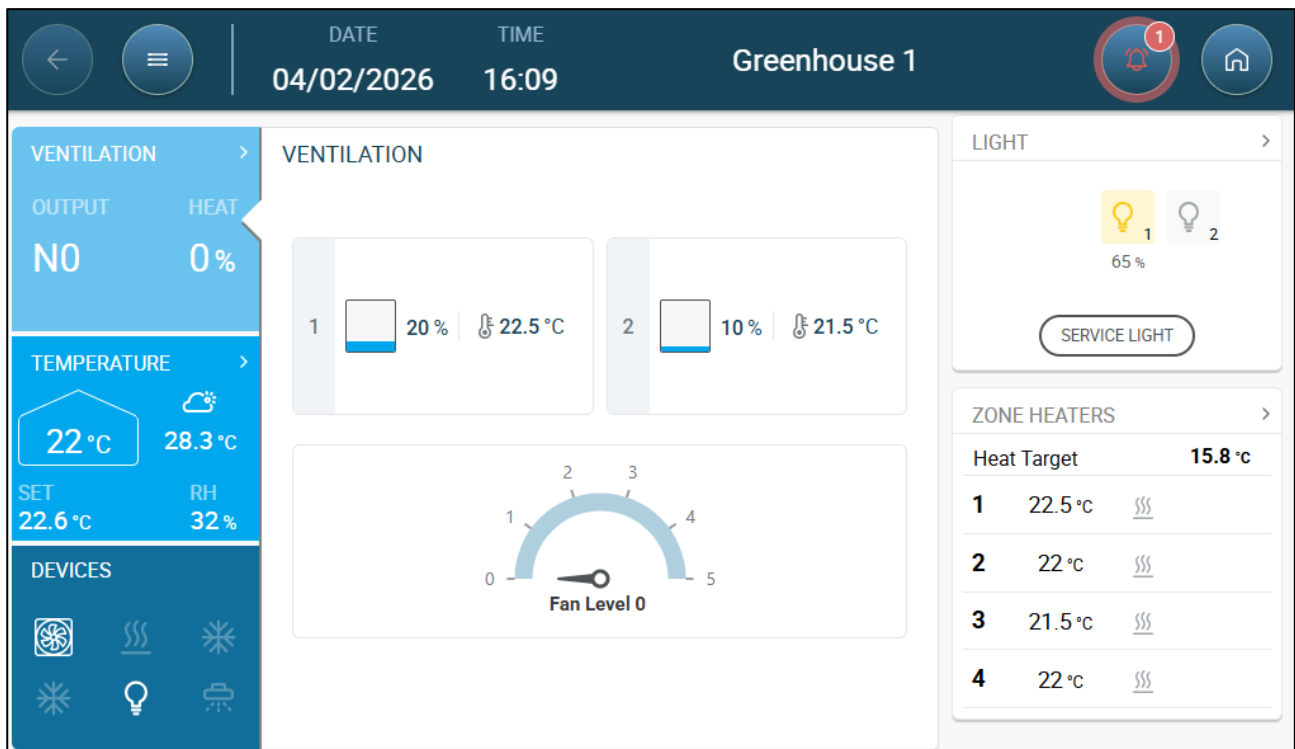 DATE
TIME
04/02/2026
16:09
Greenhouse 1
1
VENTILATION
OUTPUT HEAT
N0 0 %
TEMPERATURE
22 °C 28.3 °C
SET RH
22.6 °C 32 %
DEVICES
VENTILATION
1 20 % 22.5 °C
2 10 % 21.5 °C
0 1 2 3 4 5
Fan Level 0
LIGHT
1 2
65 %
SERVICE LIGHT
ZONE HEATERS
Heat Target 15.8 °C
1 22.5 °C
2 22 °C
3 21.5 °C
4 22 °C